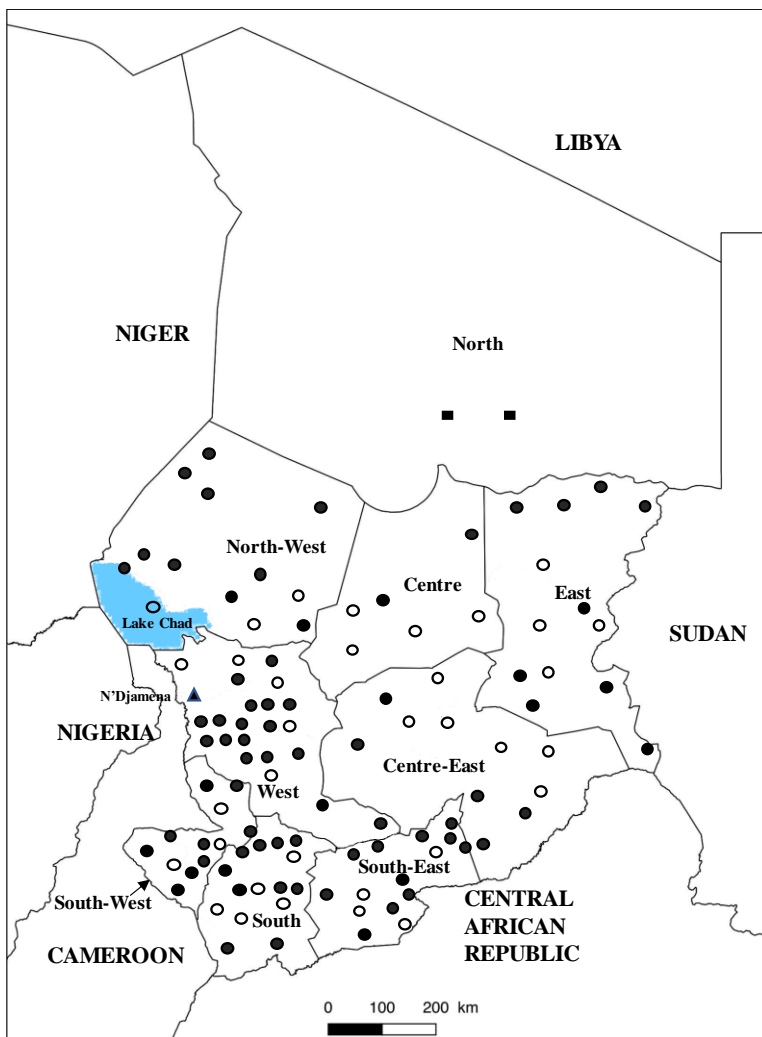 LIBYA
NIGER
North
North-West
Centre
East
Lake Chad
SUDAN
N'Djamena
NIGERIA
Centre-East
West
South-East
South-West
South
CENTRAL
AFRICAN
REPUBLIC
CAMEROON
0 100 200 km